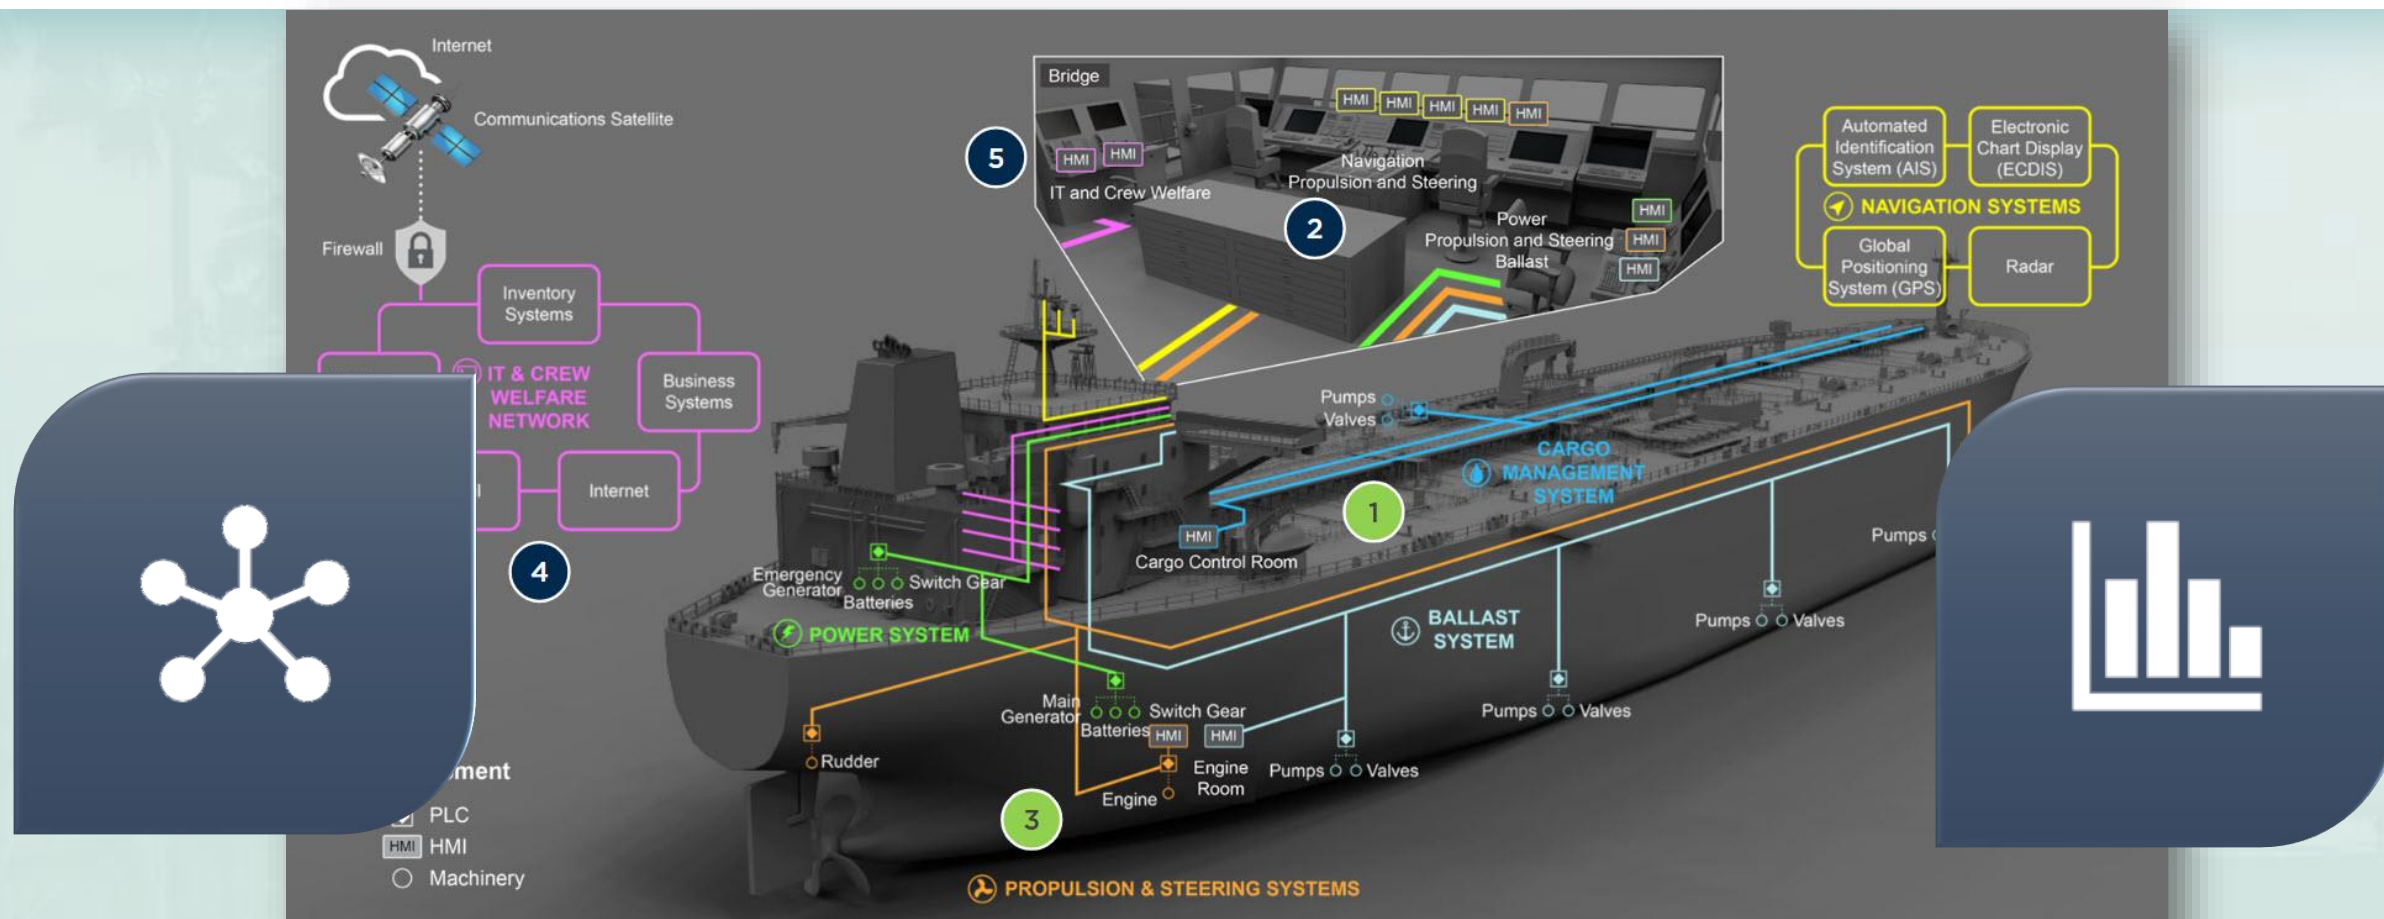 Internet
Communications Satellite
Firewall
Inventory
Systems
IT & CREW
WELFARE
NETWORK
Business
Systems
Internet
4
5
Bridge
HMI
HMI
IT and Crew Welfare
HMI
HMI
HMI
HMI
HMI
Navigation
Propulsion and Steering
2
Power
Propulsion and Steering
Ballast
HMI
HMI
HMI
Automated
Identification
System (AIS)
Electronic
Chart Display
(ECDIS)
NAVIGATION SYSTEMS
Global
Positioning
System (GPS)
Radar
Pumps
Valves
CARGO
MANAGEMENT
SYSTEM
1
HMI
Cargo Control Room
Emergency
Generator
Switch Gear
Batteries
POWER SYSTEM
BALLAST
SYSTEM
Pumps
Pumps
Valves
Pumps
Valves
Main
Generator
Switch Gear
Batteries
HMI
HMI
Rudder
Engine
Room
Engine
Pumps
Valves
3
PLC
HMI
HMI
Machinery
PROPULSION & STEERING SYSTEMS